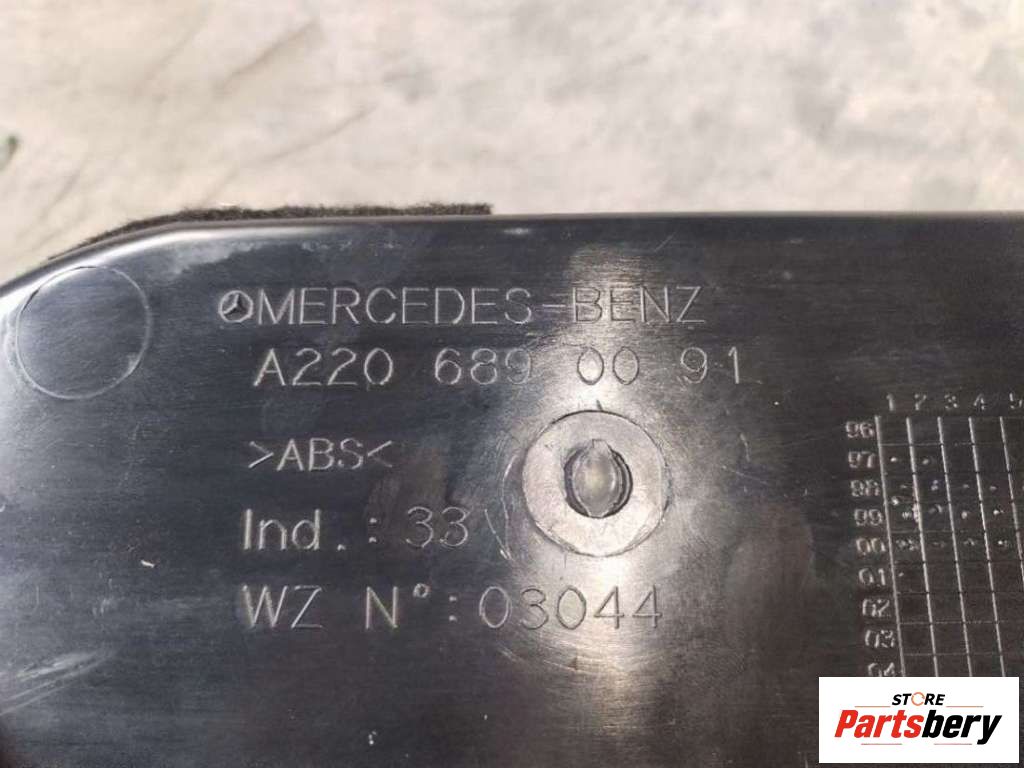 MERCEDES-BENZ
A220 689 00 91
>ABS<
Ind.: 33
WZ N°: 03044
1 2 3 4 5
96
97
98
99
00
01
02
03
04
STORE
Partsbery